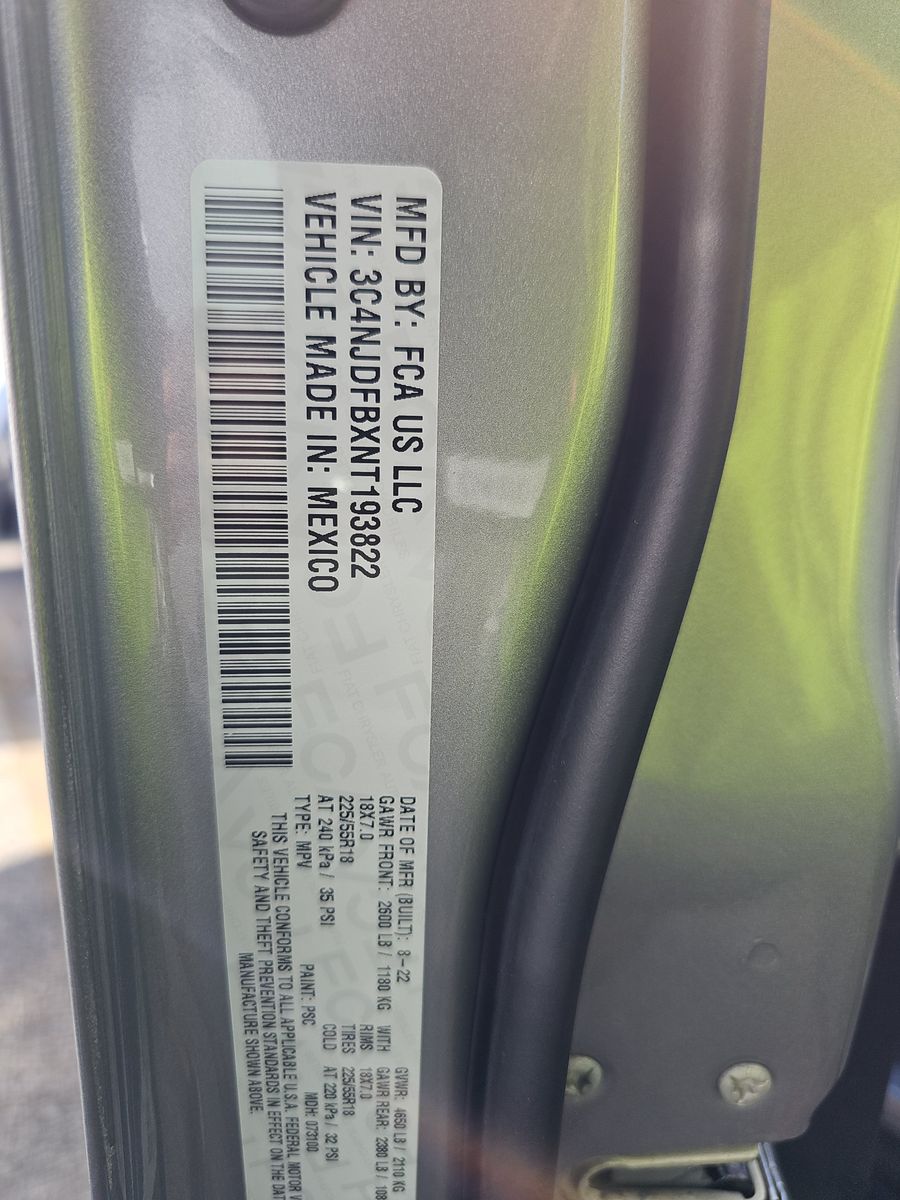 MFD BY: FCA US LLC
VIN: 3C4NJDFBXNT193822
VEHICLE MADE IN: MEXICO
DATE OF MFR (BUILT): 8-22 GVWR: 4650 LB / 2110 KG
GAWR FRONT: 2600 LB / 1180 KG WITH GAWR REAR: 2380 LB / 108
18X7.0 RIMS 18X7.0
225/55R18 TIRES 225/55R18
AT 240 kPa / 35 PSI COLD AT 220 kPa / 32 PSI
TYPE: MPV PAINT: PSC MDH: 073100
THIS VEHICLE CONFORMS TO ALL APPLICABLE U.S.A. FEDERAL MOTOR V
SAFETY AND THEFT PREVENTION STANDARDS IN EFFECT ON THE DAT
MANUFACTURE SHOWN ABOVE.